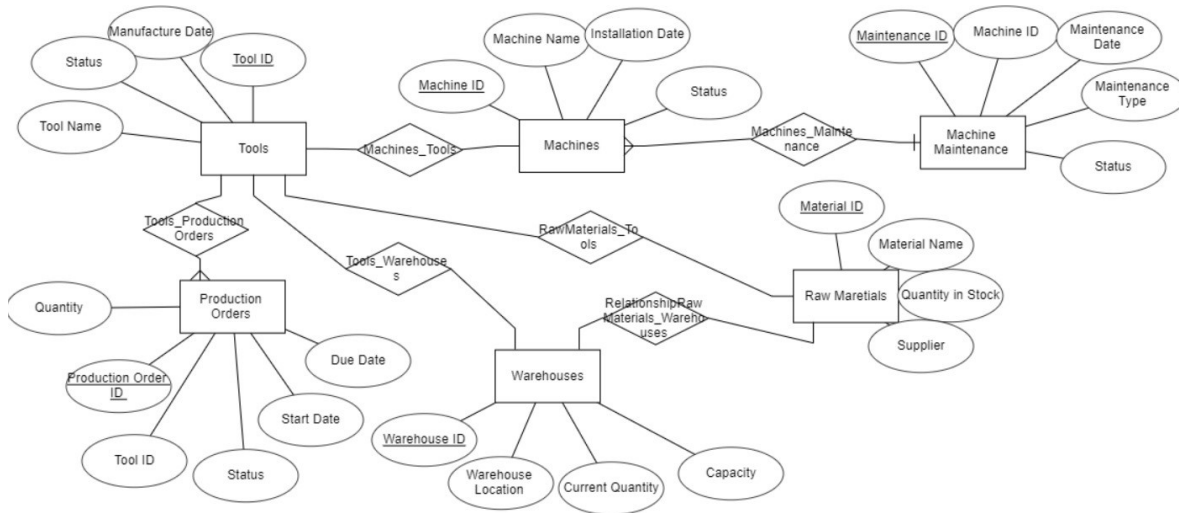 Manufacture Date
Status
Tool ID
Tool Name
Tools
Machines_Tools
Machine Name
Installation Date
Machine ID
Status
Machines
Machines_Mainte
nance
Maintenance ID
Machine ID
Maintenance
Date
Maintenance
Type
Machine
Maintenance
Status
Tools_Production
Orders
Tools_Warehouse
s
RawMaterials_To
ols
Material ID
Material Name
Raw Maretials
Quantity in Stock
Supplier
Quantity
Production
Orders
Due Date
Production Order
ID
Start Date
Tool ID
Status
RelationshipRaw
Materials_Wareho
uses
Warehouses
Warehouse ID
Warehouse
Location
Current Quantity
Capacity